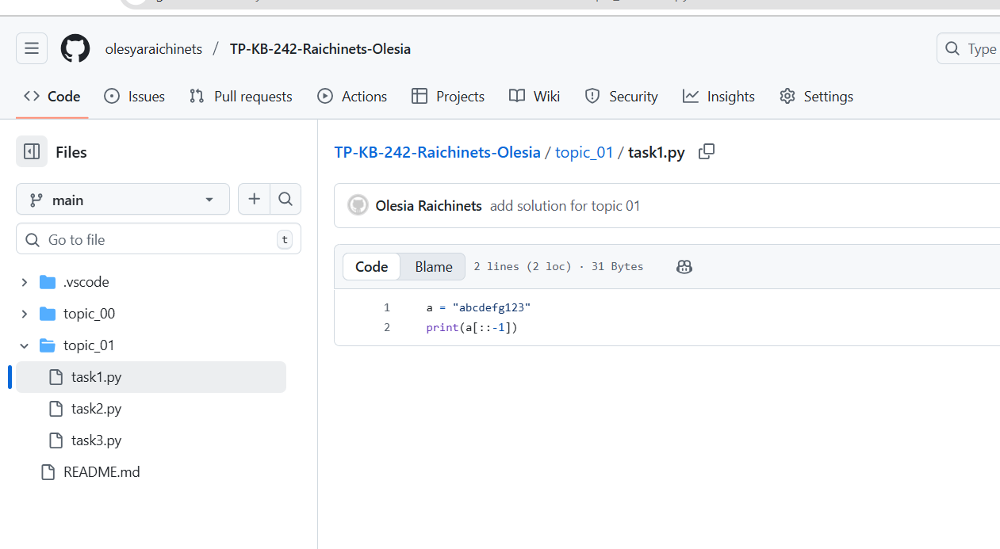 olesyaraichinets / TP-KB-242-Raichinets-Olesia
Type
Code Issues Pull requests Actions Projects Wiki Security Insights Settings
Files
TP-KB-242-Raichinets-Olesia / topic_01 / task1.py
main
Olesia Raichinets add solution for topic 01
Go to file t
Code Blame 2 lines (2 loc) · 31 Bytes
.vscode
1 a = "abcdefg123"
topic_00
2 print(a[::-1])
topic_01
task1.py
task2.py
task3.py
README.md